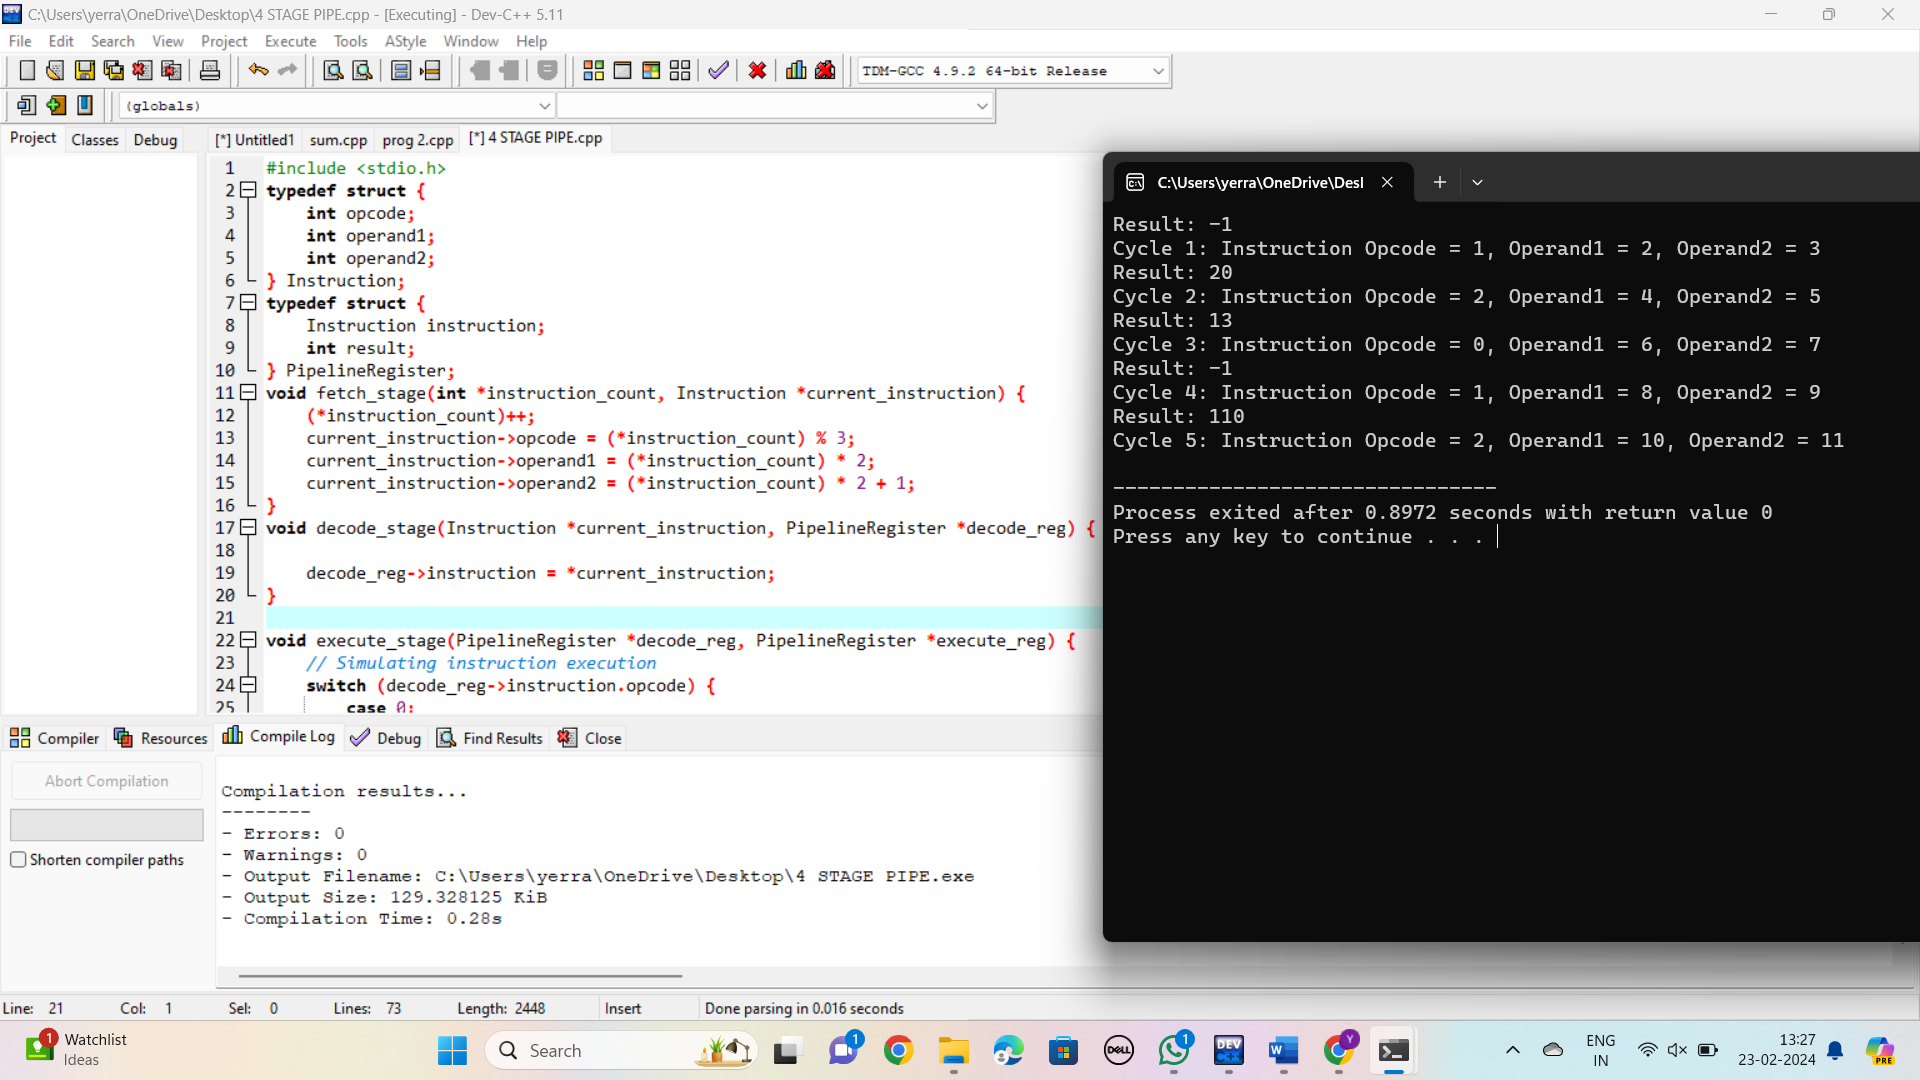 C:\Users\yerra\OneDrive\Desktop\4 STAGE PIPE.cpp - [Executing] - Dev-C++ 5.11
File Edit Search View Project Execute Tools AStyle Window Help
TDM-GCC 4.9.2 64-bit Release
(globals)
Project Classes Debug
[*] Untitled1 sum.cpp prog 2.cpp [*] 4 STAGE PIPE.cpp
1 #include <stdio.h>
2 typedef struct {
3 int opcode;
4 int operand1;
5 int operand2;
6 } Instruction;
7 typedef struct {
8 Instruction instruction;
9 int result;
10 } PipelineRegister;
11 void fetch_stage(int *instruction_count, Instruction *current_instruction) {
12 (*instruction_count)++;
13 current_instruction->opcode = (*instruction_count) % 3;
14 current_instruction->operand1 = (*instruction_count) * 2;
15 current_instruction->operand2 = (*instruction_count) * 2 + 1;
16 }
17 void decode_stage(Instruction *current_instruction, PipelineRegister *decode_reg) {
18
19 decode_reg->instruction = *current_instruction;
20 }
21
22 void execute_stage(PipelineRegister *decode_reg, PipelineRegister *execute_reg) {
23 // Simulating instruction execution
24 switch (decode_reg->instruction.opcode) {
25 case 0:
C:\Users\yerra\OneDrive\Desl
Result: -1
Cycle 1: Instruction Opcode = 1, Operand1 = 2, Operand2 = 3
Result: 20
Cycle 2: Instruction Opcode = 2, Operand1 = 4, Operand2 = 5
Result: 13
Cycle 3: Instruction Opcode = 0, Operand1 = 6, Operand2 = 7
Result: -1
Cycle 4: Instruction Opcode = 1, Operand1 = 8, Operand2 = 9
Result: 110
Cycle 5: Instruction Opcode = 2, Operand1 = 10, Operand2 = 11
--------------------------------
Process exited after 0.8972 seconds with return value 0
Press any key to continue . . .
Compiler Resources Compile Log Debug Find Results Close
Abort Compilation
Shorten compiler paths
Compilation results...
--------
- Errors: 0
- Warnings: 0
- Output Filename: C:\Users\yerra\OneDrive\Desktop\4 STAGE PIPE.exe
- Output Size: 129.328125 KiB
- Compilation Time: 0.28s
Line: 21 Col: 1 Sel: 0 Lines: 73 Length: 2448 Insert Done parsing in 0.016 seconds
1 Watchlist
Ideas
Search
1
DELL
1
DEV
W
Y
ENG
IN
13:27
23-02-2024
PRE